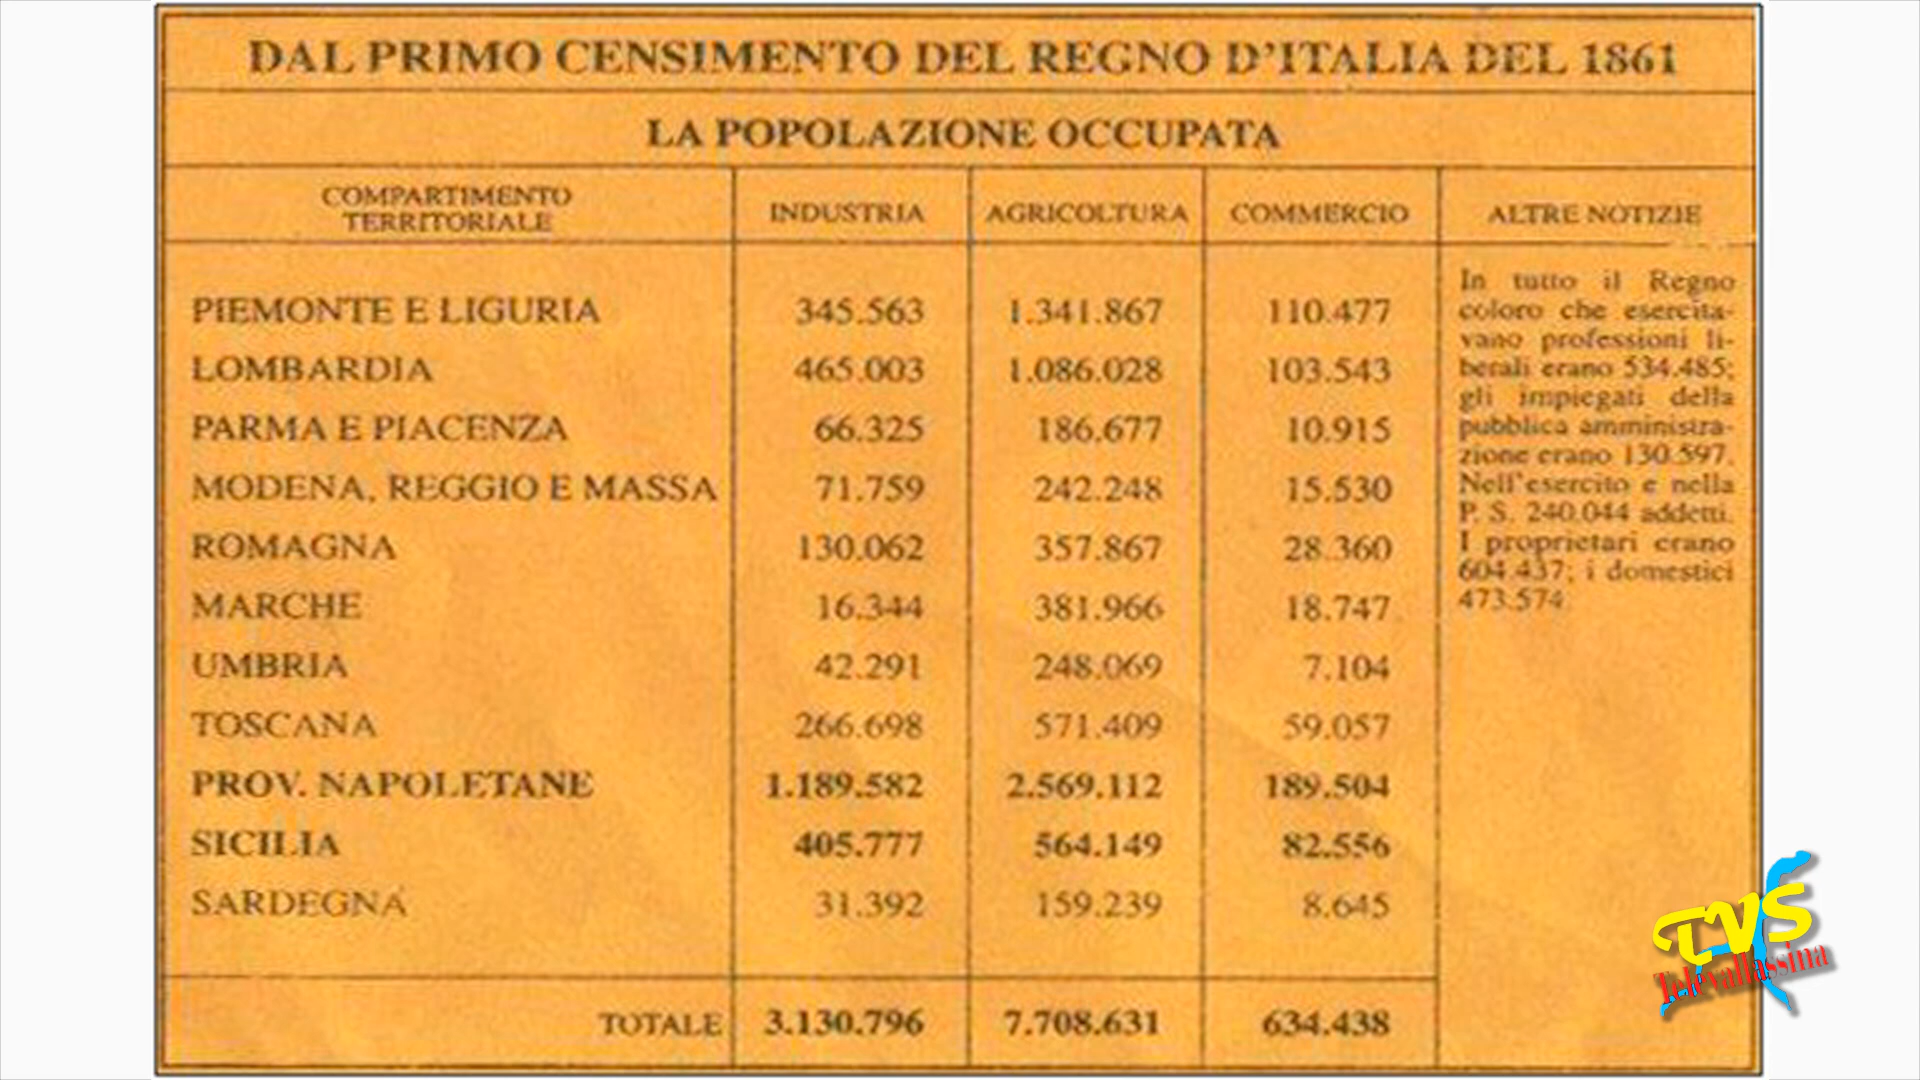 DAL PRIMO CENSIMENTO DEL REGNO D'ITALIA DEL 1861
LA POPOLAZIONE OCCUPATA
COMPARTIMENTO
TERRITORIALE
INDUSTRIA
AGRICOLTURA
COMMERCIO
ALTRE NOTIZIE
PIEMONTE E LIGURIA 345.563 1.341.867 110.477
LOMBARDIA 465.003 1.086.028 103.543
PARMA E PIACENZA 66.325 186.677 10.915
MODENA, REGGIO E MASSA 71.759 242.248 15.530
ROMAGNA 130.062 357.867 28.360
MARCHE 16.344 381.966 18.747
UMBRIA 42.291 248.069 7.104
TOSCANA 266.698 571.409 59.057
PROV. NAPOLETANE 1.189.582 2.569.112 189.504
SICILIA 405.777 564.149 82.556
SARDEGNA 31.392 159.239 8.645
TOTALE 3.130.796 7.708.631 634.438
In tutto il Regno
coloro che esercita-
vano professioni li-
berali erano 534.485;
gli impiegati della
pubblica amministra-
zione erano 130.597.
Nell'esercito e nella
P. S. 240.044 addetti.
I proprietari erano
604.437; i domestici
473.574.
TVS
Televallassina